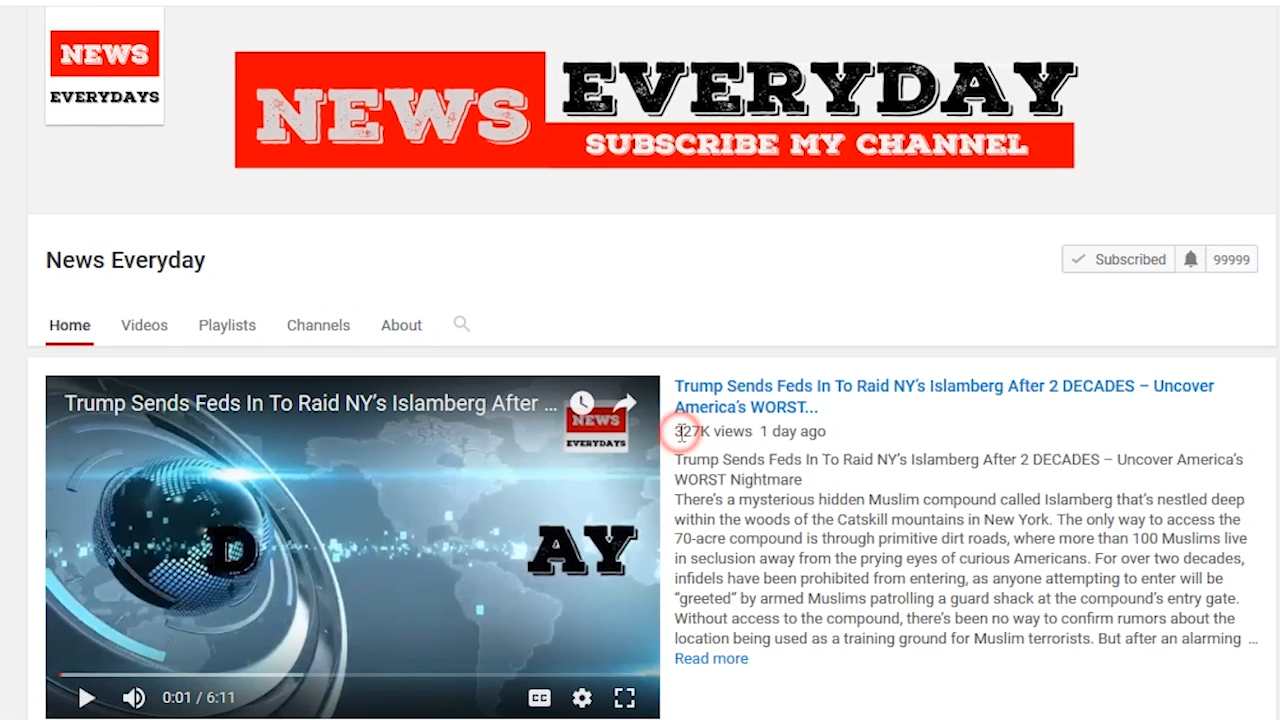 NEWS
EVERYDAYS
NEWS
EVERYDAY
SUBSCRIBE MY CHANNEL
News Everyday
Subscribed
99999
Home
Videos
Playlists
Channels
About
Trump Sends Feds In To Raid NY's Islamberg After ...
NEWS
EVERYDAYS
D
AY
0:01 / 6:11
CC
Trump Sends Feds In To Raid NY's Islamberg After 2 DECADES – Uncover
America's WORST...
327K views 1 day ago
Trump Sends Feds In To Raid NY's Islamberg After 2 DECADES – Uncover America's
WORST Nightmare
There's a mysterious hidden Muslim compound called Islamberg that's nestled deep
within the woods of the Catskill mountains in New York. The only way to access the
70-acre compound is through primitive dirt roads, where more than 100 Muslims live
in seclusion away from the prying eyes of curious Americans. For over two decades,
infidels have been prohibited from entering, as anyone attempting to enter will be
“greeted” by armed Muslims patrolling a guard shack at the compound's entry gate.
Without access to the compound, there's been no way to confirm rumors about the
location being used as a training ground for Muslim terrorists. But after an alarming ...
Read more